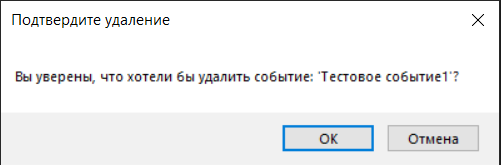 Подтвердите удаление
Вы уверены, что хотели бы удалить событие: 'Тестовое событие1'?
OK
Отмена